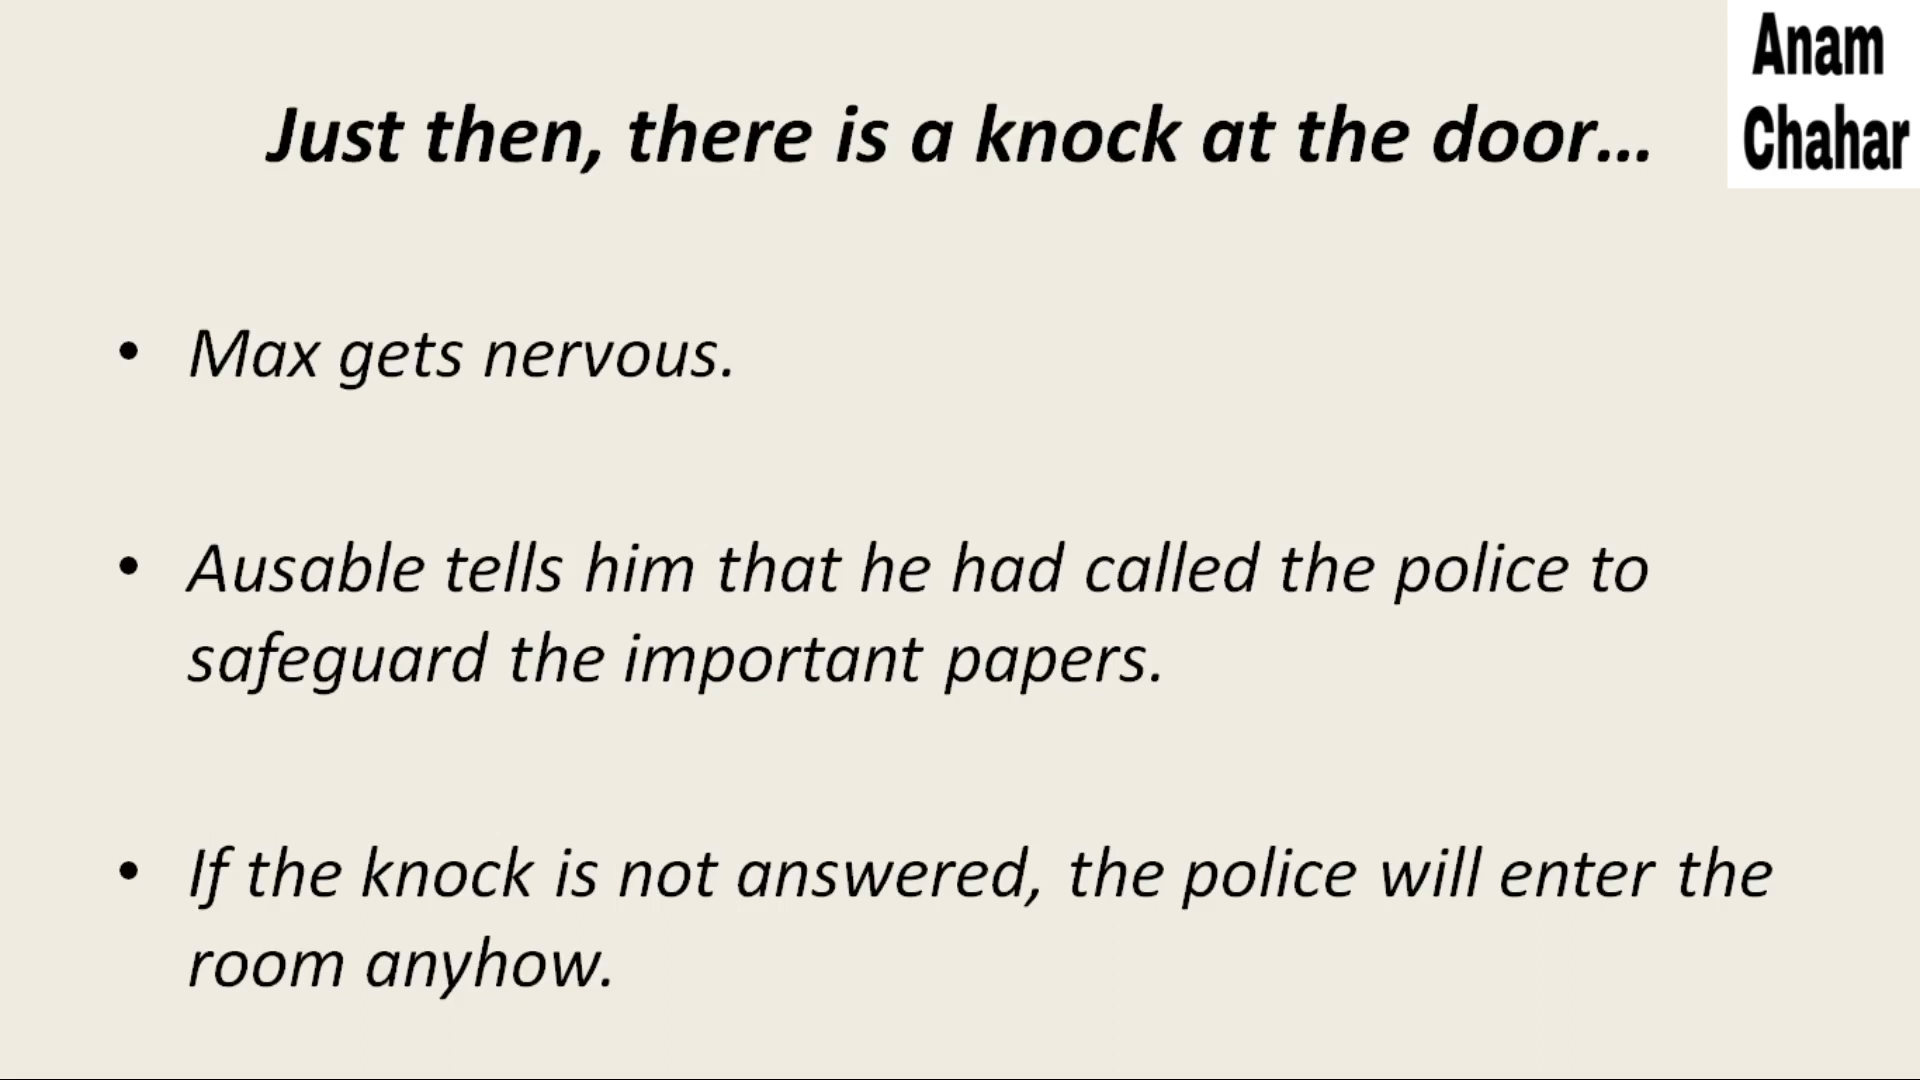 Anam
Chahar
Just then, there is a knock at the door...
• Max gets nervous.
• Ausable tells him that he had called the police to
safeguard the important papers.
• If the knock is not answered, the police will enter the
room anyhow.